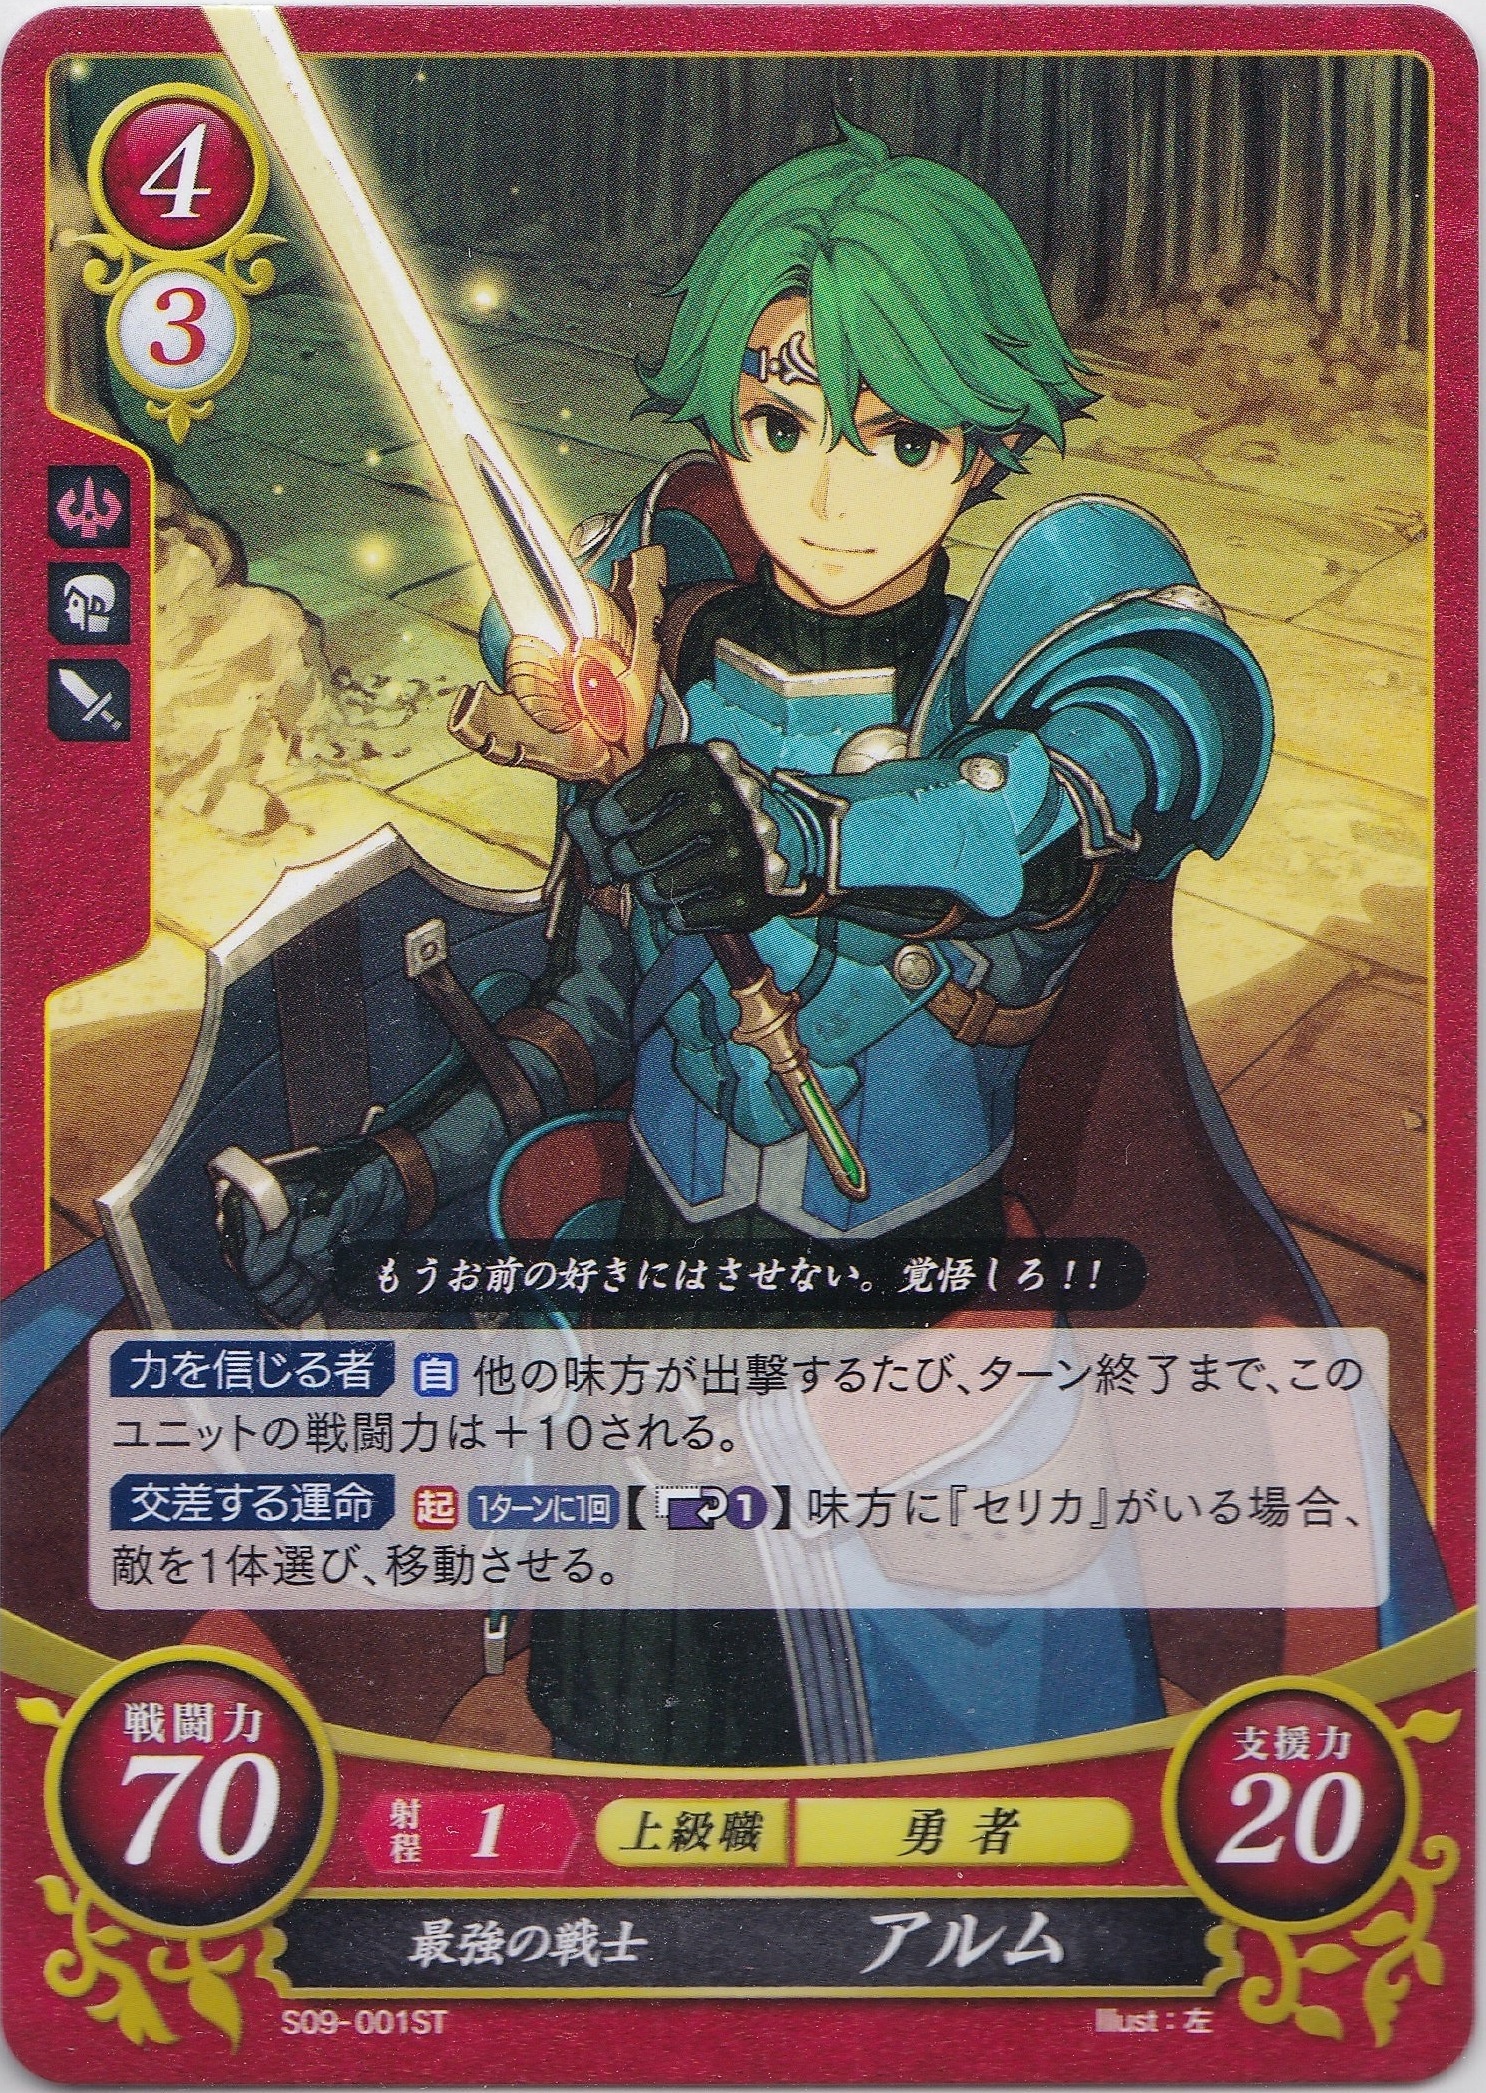 4
3
もうお前の好きにはさせない。覚悟しろ!!
力を信じる者 自 他の味方が出撃するたび、ターン終了まで、この
ユニットの戦闘力は＋10される。
交差する運命 起 1ターンに1回【1】味方に『セリカ』がいる場合、
敵を1体選び、移動させる。
戦闘力
70
射程 1
上級職 勇者
支援力
20
最強の戦士 アルム
S09-001ST
Illust：左